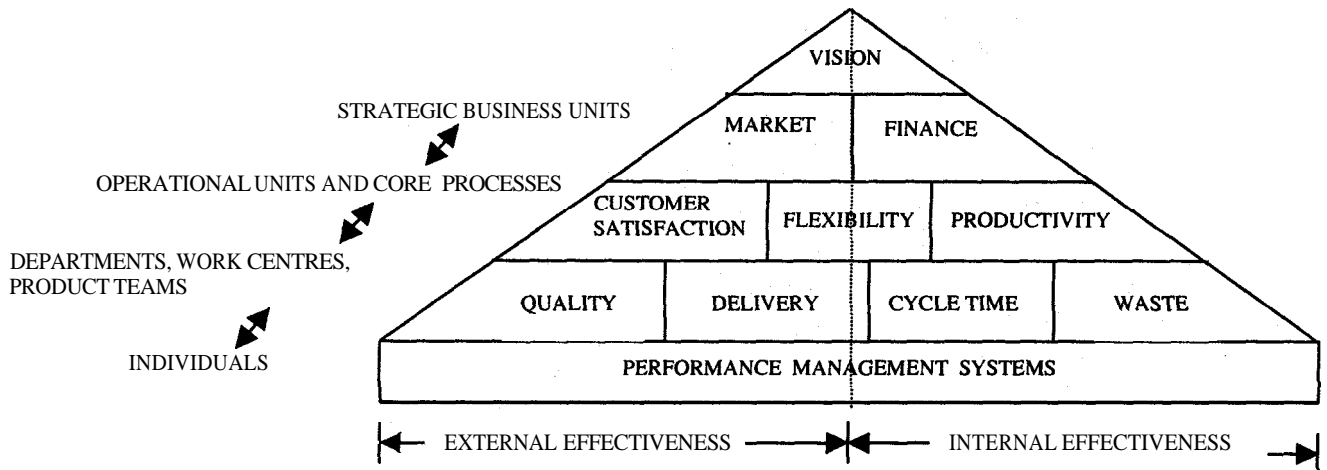 VISION
STRATEGIC BUSINESS UNITS
MARKET FINANCE
OPERATIONAL UNITS AND CORE PROCESSES
CUSTOMER
SATISFACTION FLEXIBILITY PRODUCTIVITY
DEPARTMENTS, WORK CENTRES,
PRODUCT TEAMS
QUALITY DELIVERY CYCLE TIME WASTE
INDIVIDUALS
PERFORMANCE MANAGEMENT SYSTEMS
EXTERNAL EFFECTIVENESS INTERNAL EFFECTIVENESS